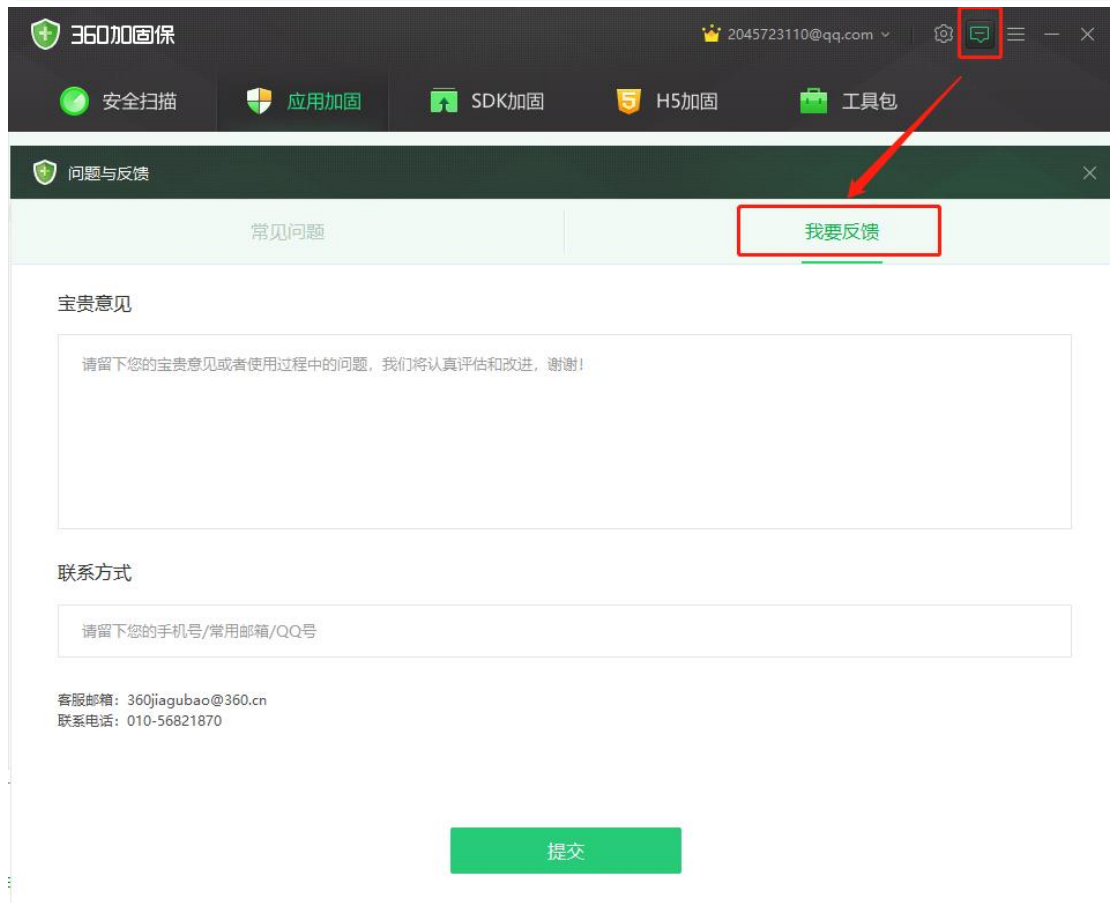 360加固保
2045723110@qq.com
安全扫描
应用加固
SDK加固
H5加固
工具包
问题与反馈
常见问题
我要反馈
宝贵意见
请留下您的宝贵意见或者使用过程中的问题，我们将认真评估和改进，谢谢！
联系方式
请留下您的手机号/常用邮箱/QQ号
客服邮箱：360jiagubao@360.cn
联系电话：010-56821870
提交